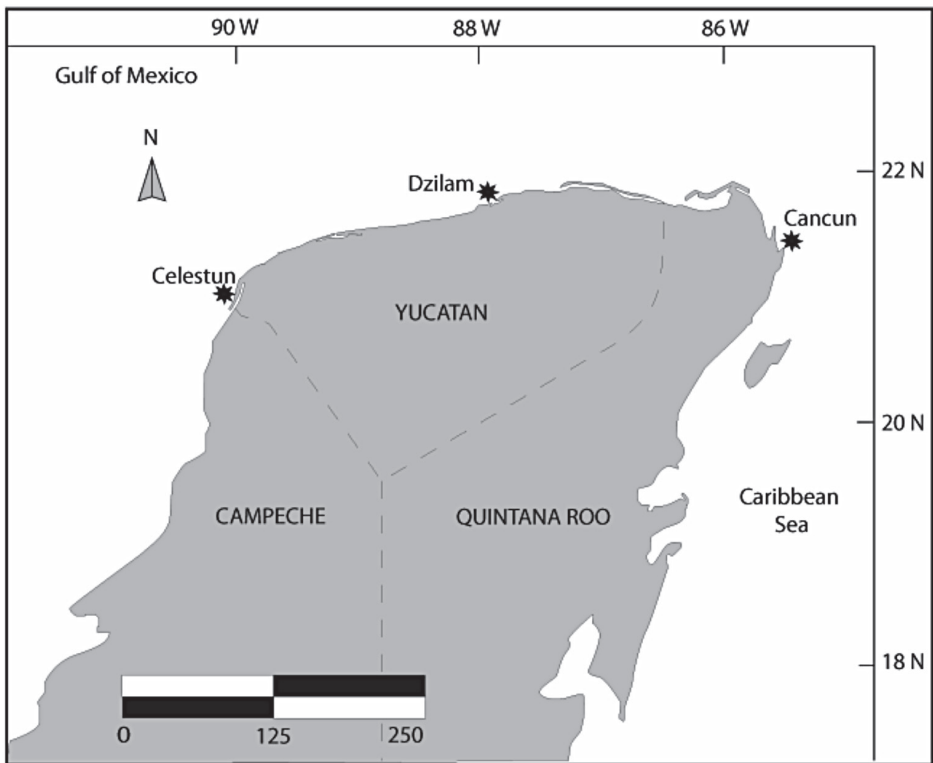 90 W 88 W 86 W
Gulf of Mexico
N
22 N
Dzilam
Cancun
Celestun
YUCATAN
20 N
Caribbean
Sea
CAMPECHE QUINTANA ROO
18 N
0 125 250